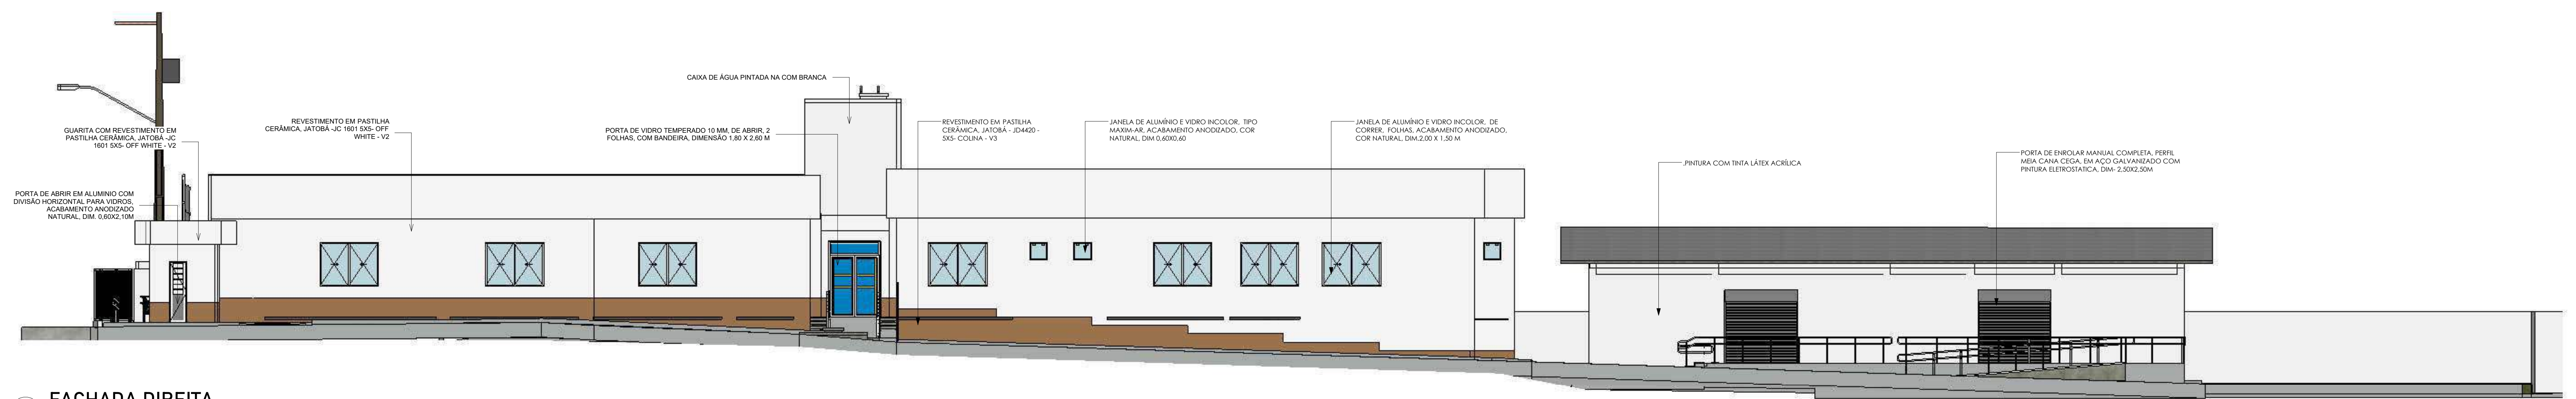 CAIXA DE ÁGUA PINTADA NA COM BRANCA
GUARITA COM REVESTIMENTO EM
PASTILHA CERÂMICA, JATOBÁ -JC
1601 5X5- OFF WHITE - V2
REVESTIMENTO EM PASTILHA
CERÂMICA, JATOBÁ -JC 1601 5X5- OFF
WHITE - V2
PORTA DE VIDRO TEMPERADO 10 MM, DE ABRIR, 2
FOLHAS, COM BANDEIRA, DIMENSÃO 1,80 X 2,60 M
REVESTIMENTO EM PASTILHA
CERÂMICA, JATOBÁ - JD4420 -
5X5- COLINA - V3
JANELA DE ALUMÍNIO E VIDRO INCOLOR, TIPO
MAXIM-AR, ACABAMENTO ANODIZADO, COR
NATURAL, DIM 0,60X0,60
JANELA DE ALUMÍNIO E VIDRO INCOLOR, DE
CORRER, FOLHAS, ACABAMENTO ANODIZADO,
COR NATURAL, DIM.2,00 X 1,50 M
.PINTURA COM TINTA LÁTEX ACRÍLICA
PORTA DE ENROLAR MANUAL COMPLETA, PERFIL
MEIA CANA CEGA, EM AÇO GALVANIZADO COM
PINTURA ELETROSTATICA, DIM- 2,50X2,50M
PORTA DE ABRIR EM ALUMINIO COM
DIVISÃO HORIZONTAL PARA VIDROS,
ACABAMENTO ANODIZADO
NATURAL, DIM. 0,60X2,10M
FACHADA DIREITA